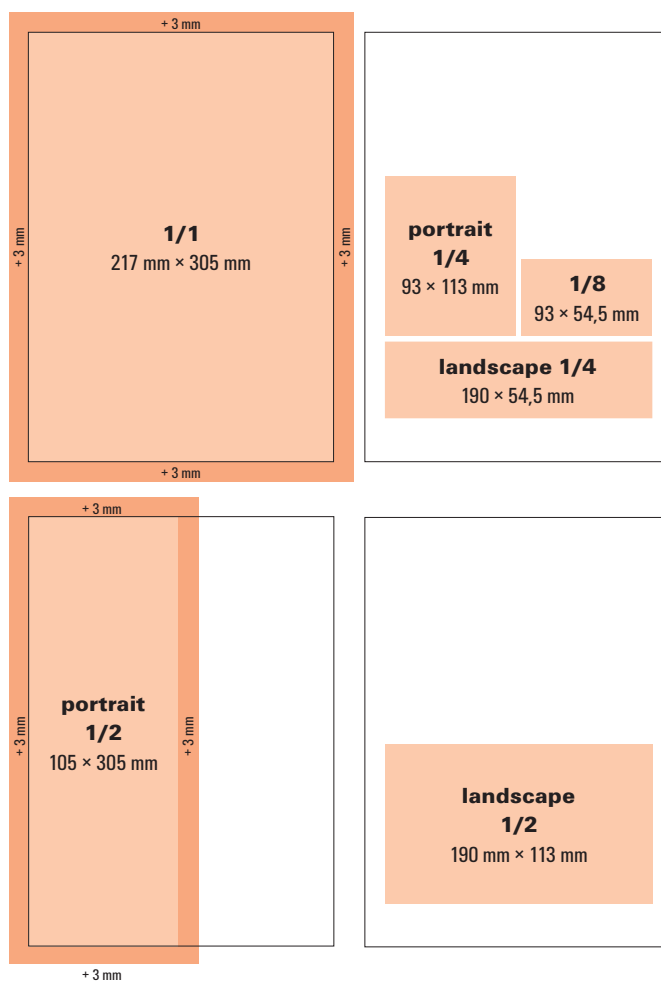 + 3 mm
+ 3 mm
1/1
217 mm × 305 mm
+ 3 mm
+ 3 mm
portrait
1/4
93 × 113 mm
1/8
93 × 54,5 mm
landscape 1/4
190 × 54,5 mm
+ 3 mm
+ 3 mm
portrait
1/2
105 × 305 mm
+ 3 mm
+ 3 mm
landscape
1/2
190 mm × 113 mm